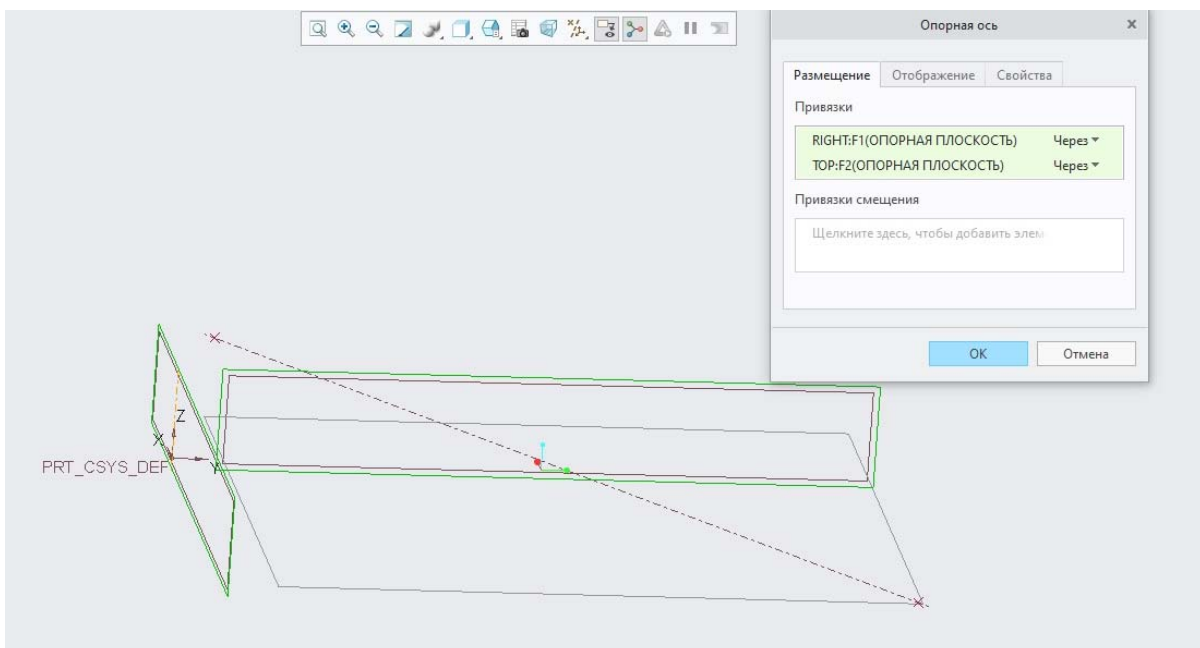 Опорная ось
X
Размещение Отображение Свойства
Привязки
RIGHT:F1(ОПОРНАЯ ПЛОСКОСТЬ) Через
TOP:F2(ОПОРНАЯ ПЛОСКОСТЬ) Через
Привязки смещения
Щелкните здесь, чтобы добавить элем
ОК Отмена
Z
X
PRT_CSYS_DEF Y